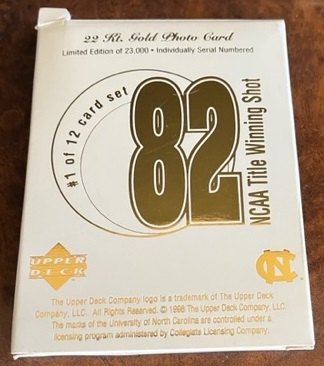 22 Kt. Gold Photo Card
Limited Edition of 23,000 • Individually Serial Numbered
#1 of 12 card set
82
NCAA Title Winning Shot
UPPER
DECK
NC
The Upper Deck Company logo is a trademark of The Upper Deck
Company, LLC. All Rights Reserved. © 1998 The Upper Deck Company, LLC.
The marks of the University of North Carolina are controlled under a
licensing program administered by Collegiate Licensing Company.